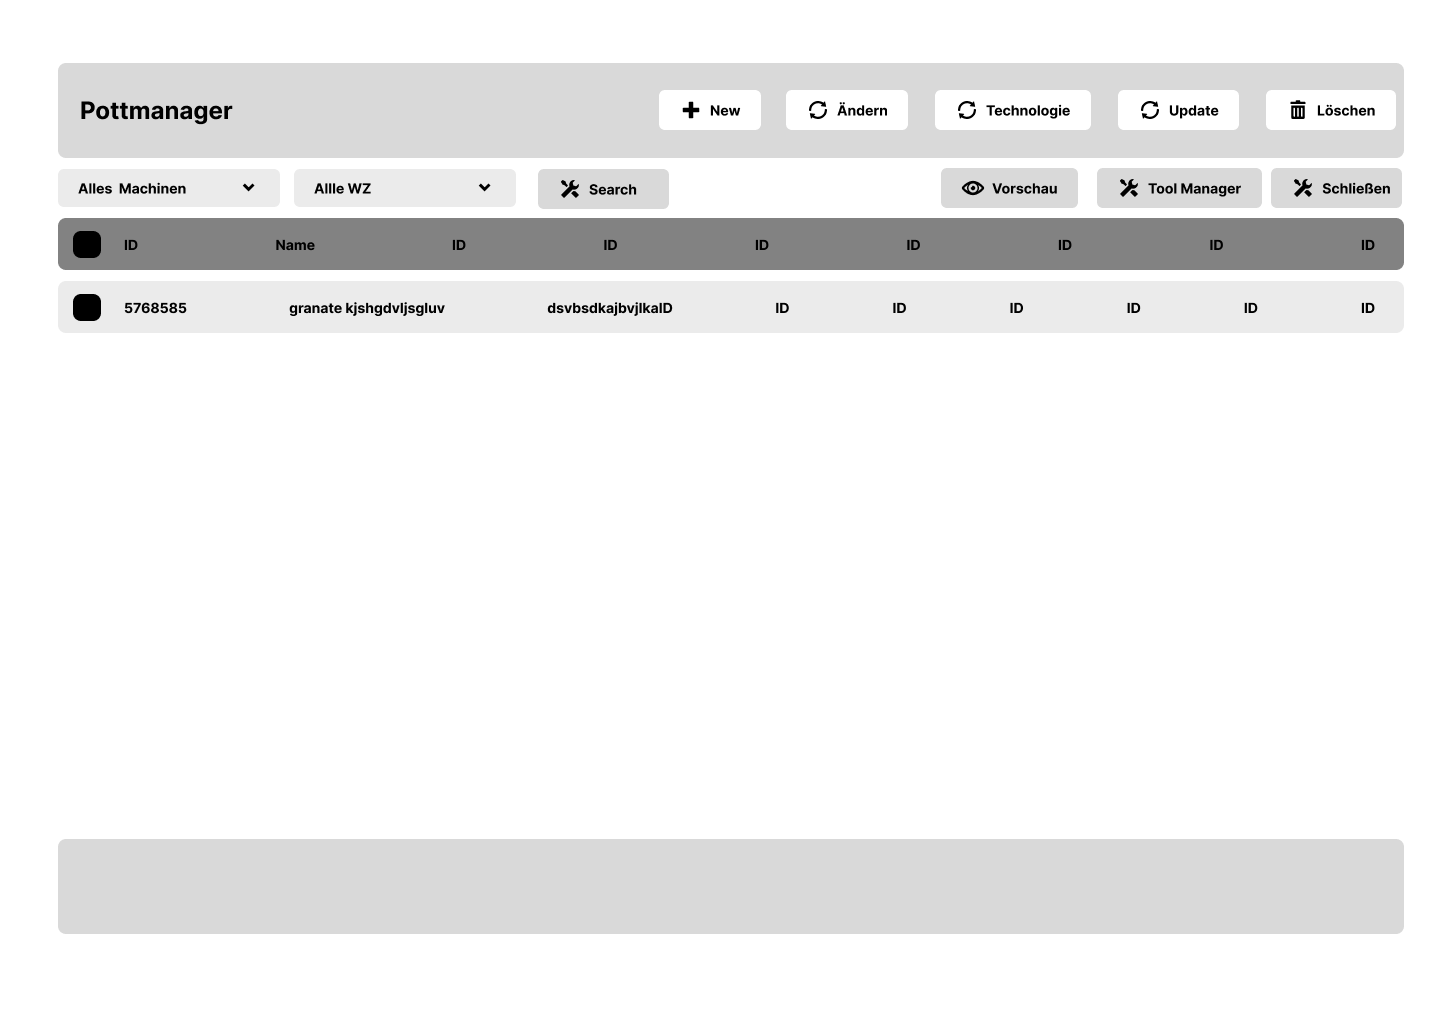 Pottmanager New Ändern Technologie Update Löschen
Alles Machinen Allle WZ Search Vorschau Tool Manager Schließen
ID Name ID ID ID ID ID ID ID
5768585 granate kjshgdvljsgluv dsvbsdkajbvjlkaID ID ID ID ID ID ID